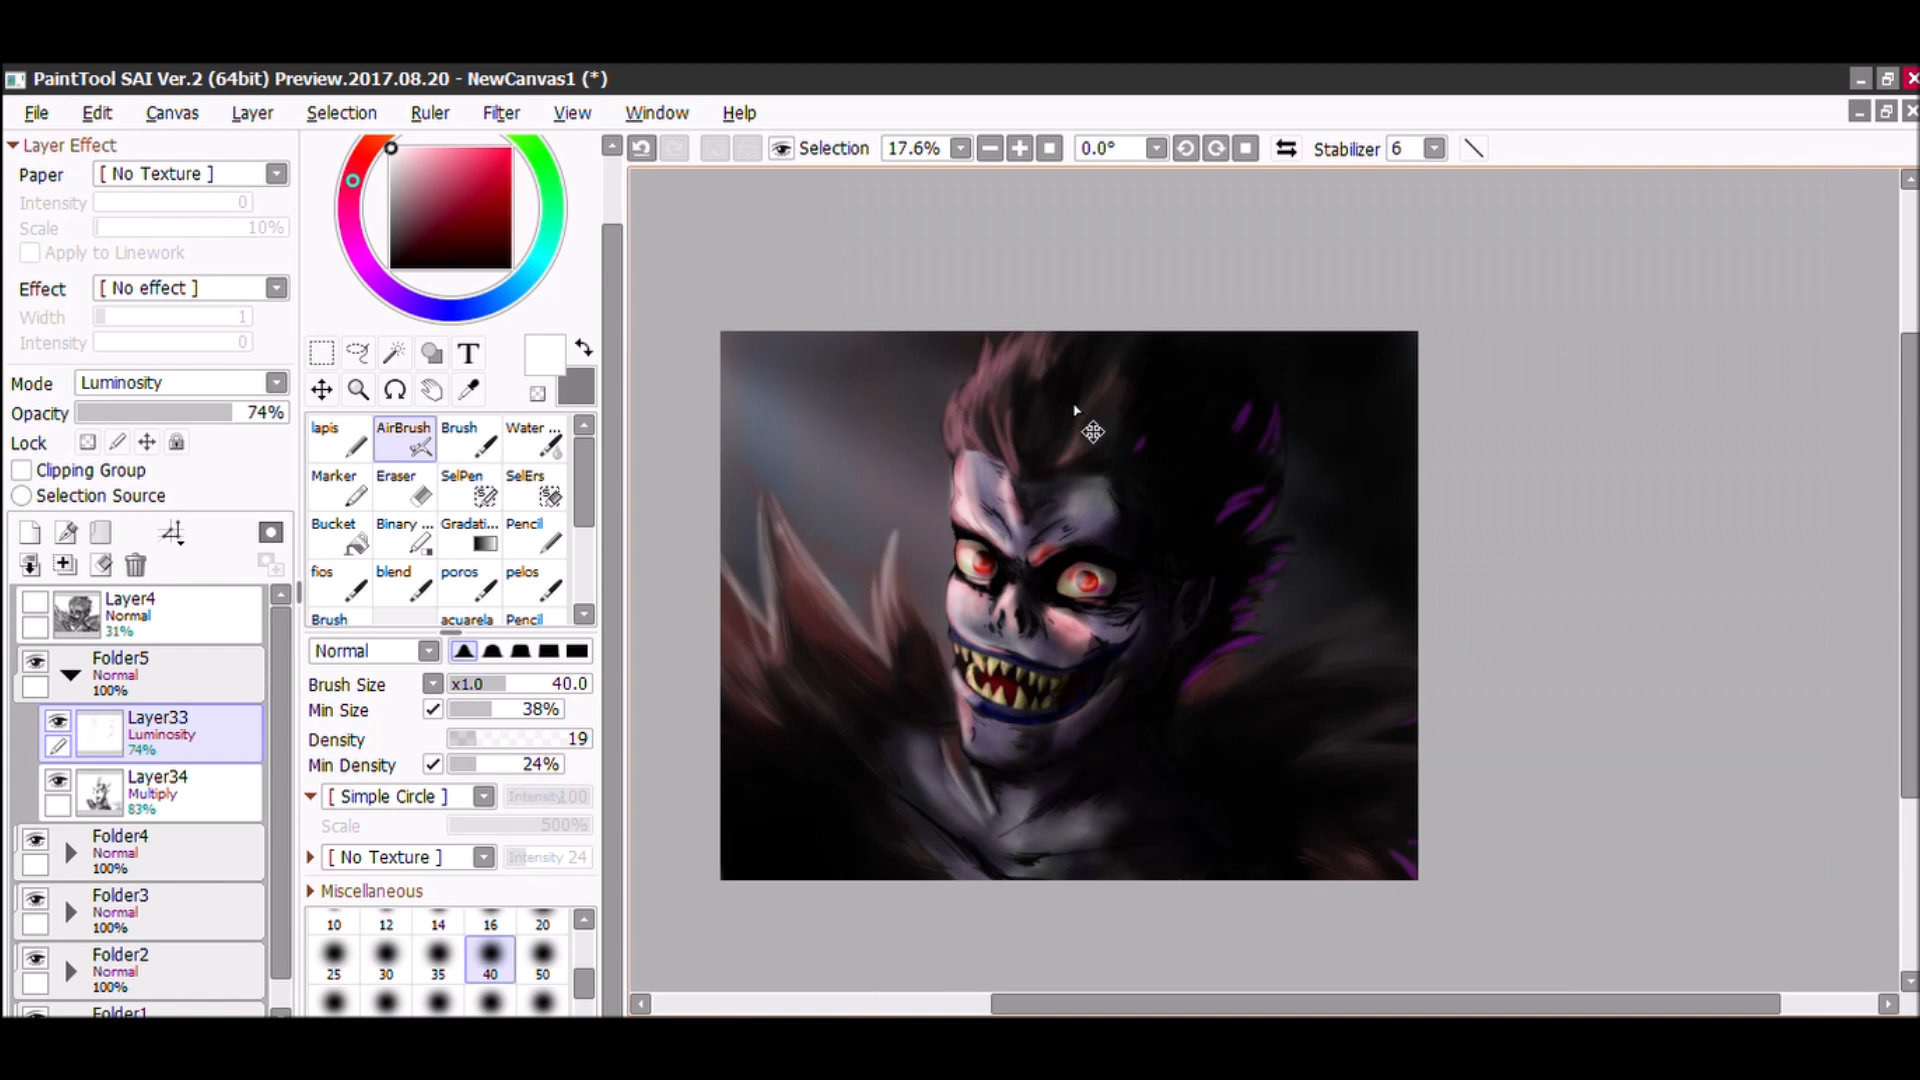 PaintTool SAI Ver.2 (64bit) Preview.2017.08.20 - NewCanvas1 (*)
File Edit Canvas Layer Selection Ruler Filter View Window Help
Selection 17.6% 0.0° Stabilizer 6
Layer Effect
Paper [ No Texture ]
Intensity 0
Scale 10%
Apply to Linework
Effect [ No effect ]
Width 1
Intensity 0
Mode Luminosity
Opacity 74%
Lock
Clipping Group
Selection Source
Layer4
Normal
31%
Folder5
Normal
100%
Layer33
Luminosity
74%
Layer34
Multiply
83%
Folder4
Normal
100%
Folder3
Normal
100%
Folder2
Normal
100%
Folder1
T
lapis AirBrush Brush Water ...
Marker Eraser SelPen SelErs
Bucket Binary ... Gradati... Pencil
fios blend poros pelos
Brush acuarela Pencil
Normal
Brush Size x1.0 40.0
Min Size 38%
Density 19
Min Density 24%
[ Simple Circle ] Intensity 100
Scale 500%
[ No Texture ] Intensity 24
Miscellaneous
10 12 14 16 20
25 30 35 40 50